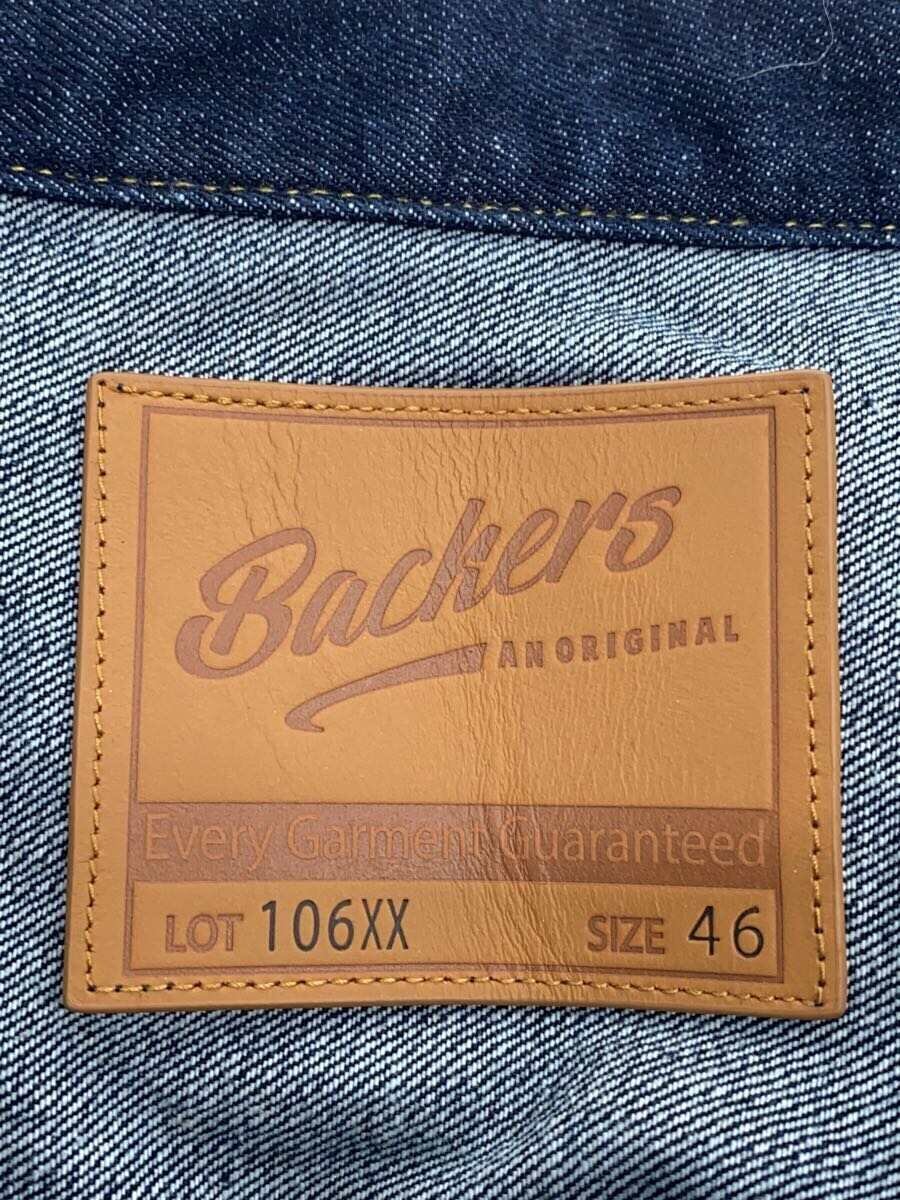 Backers
AN ORIGINAL
Every Garment Guaranteed
LOT 106XX SIZE 46